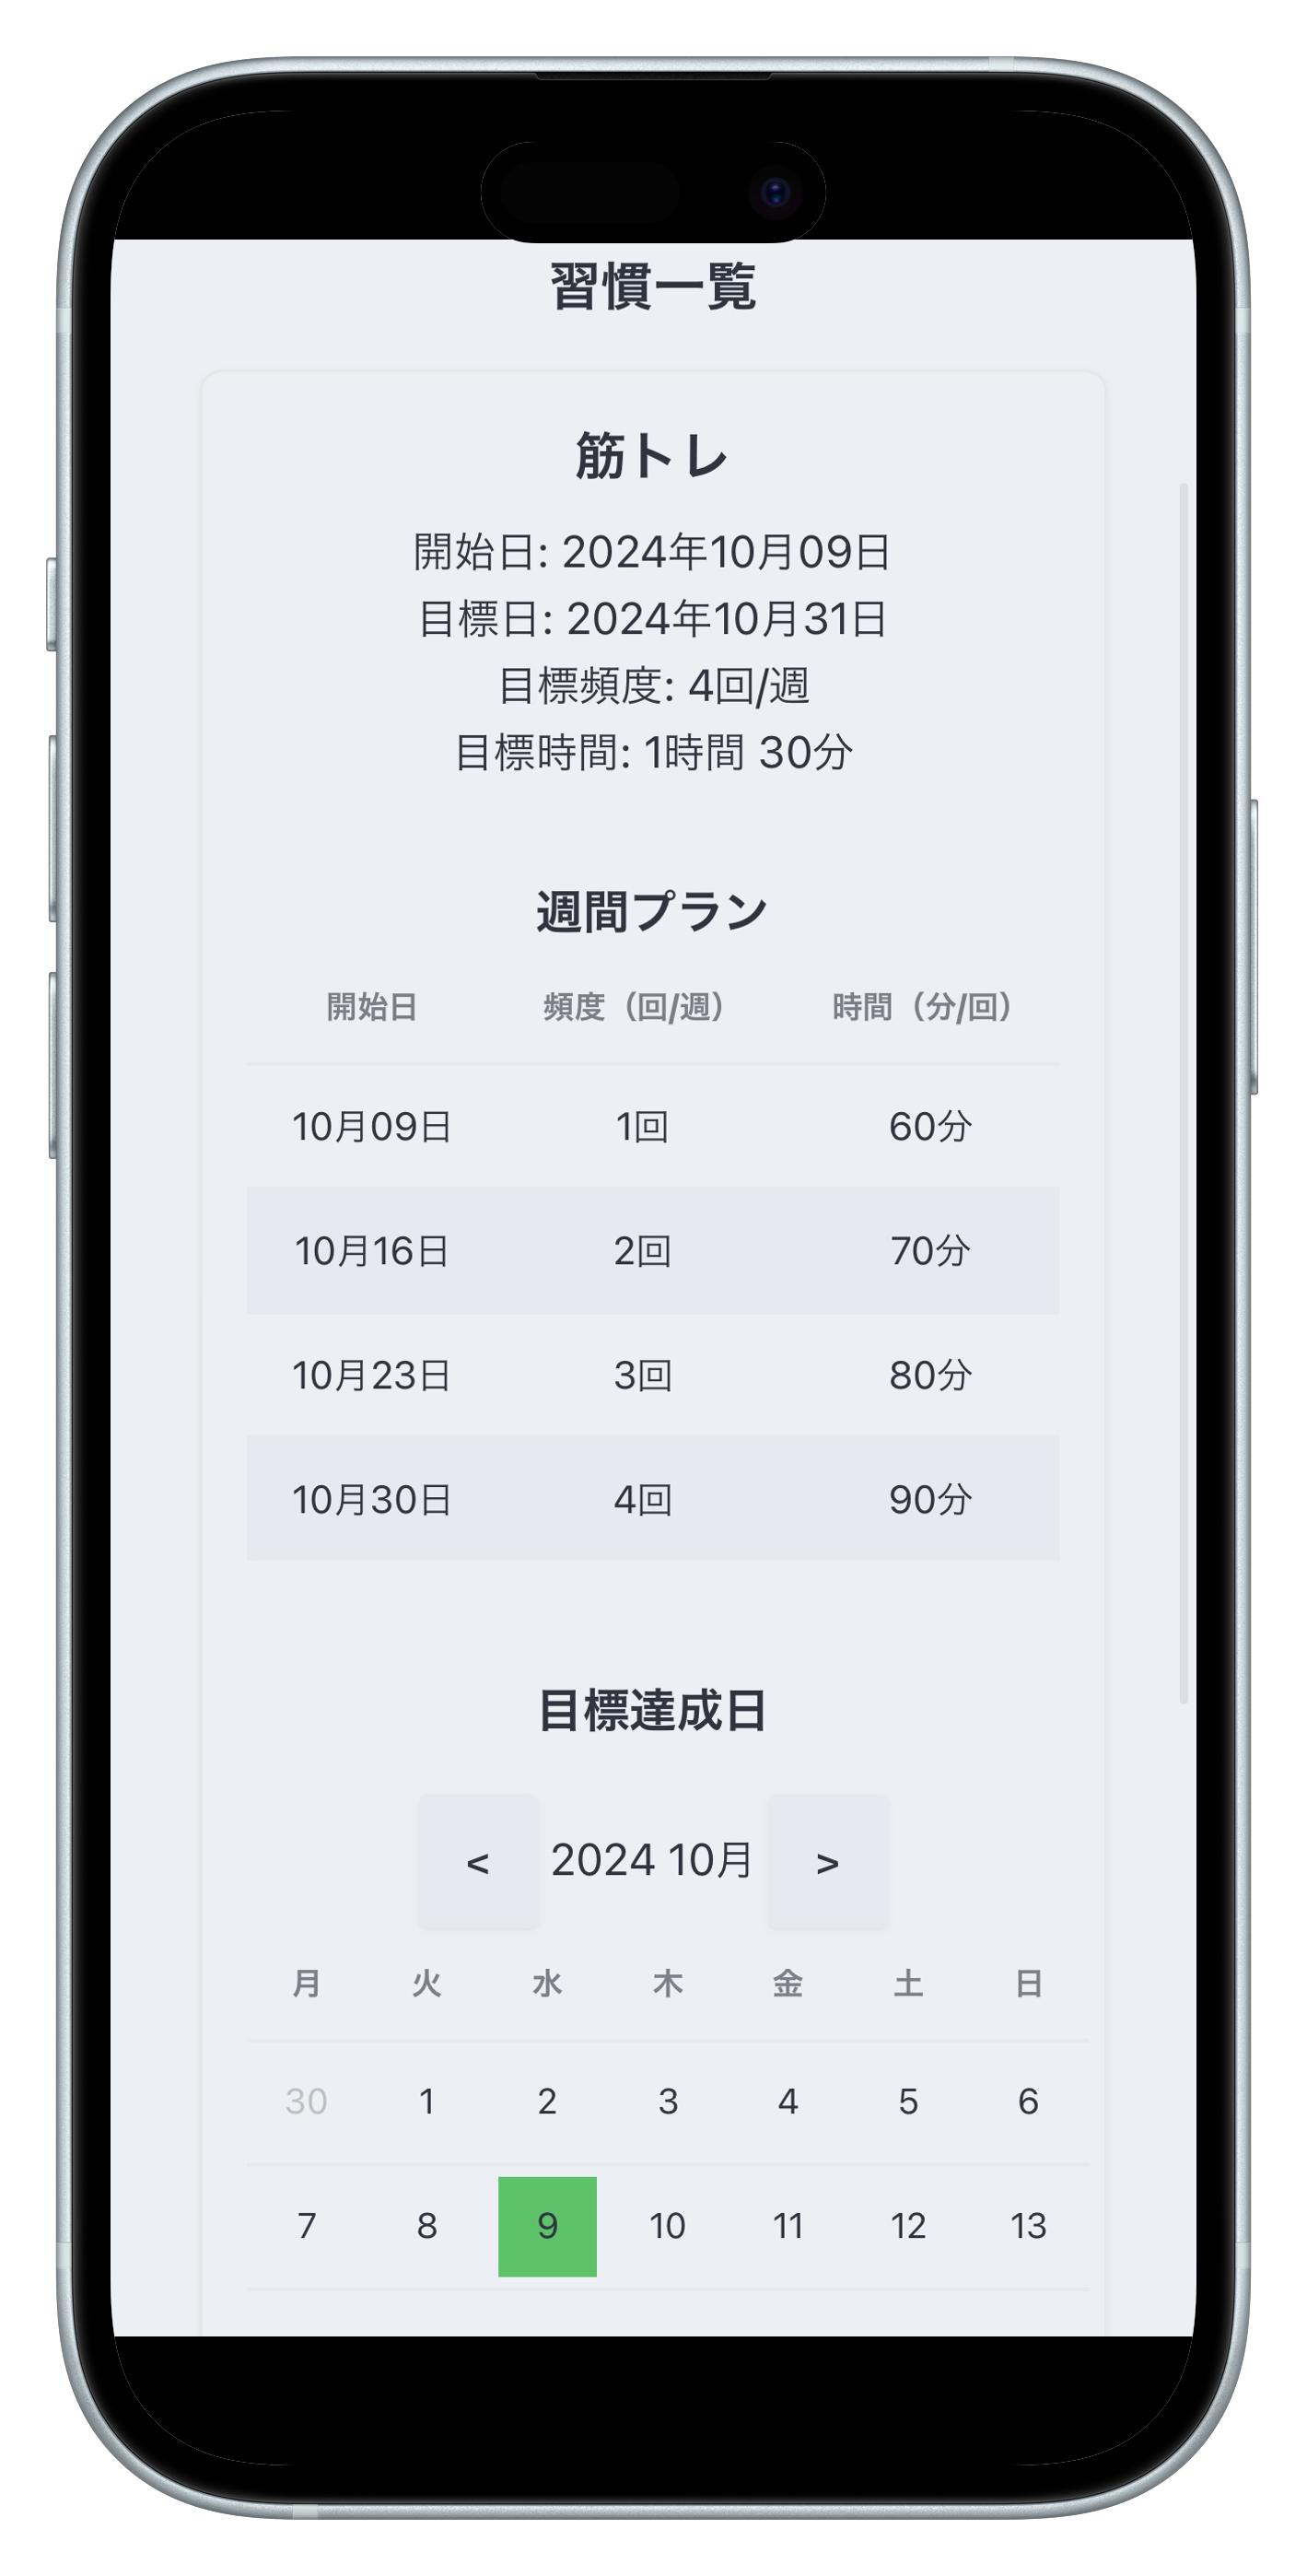 習慣一覧
筋トレ
開始日: 2024年10月09日
目標日: 2024年10月31日
目標頻度: 4回/週
目標時間: 1時間 30分
週間プラン
開始日 頻度（回/週） 時間（分/回）
10月09日 1回 60分
10月16日 2回 70分
10月23日 3回 80分
10月30日 4回 90分
目標達成日
< 2024 10月 >
月 火 水 木 金 土 日
30 1 2 3 4 5 6
7 8 9 10 11 12 13